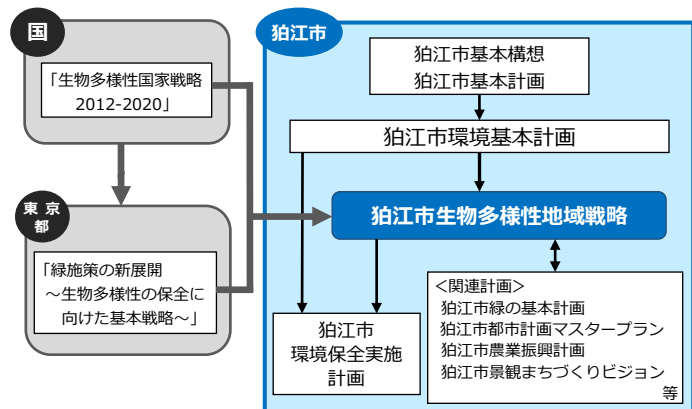 国
「生物多様性国家戦略
2012-2020」
東京
都
「緑施策の新展開
～生物多様性の保全に
向けた基本戦略～」
狛江市
狛江市基本構想
狛江市基本計画
狛江市環境基本計画
狛江市生物多様性地域戦略
狛江市
環境保全実施
計画
＜関連計画＞
狛江市緑の基本計画
狛江市都市計画マスタープラン
狛江市農業振興計画
狛江市景観まちづくりビジョン
等